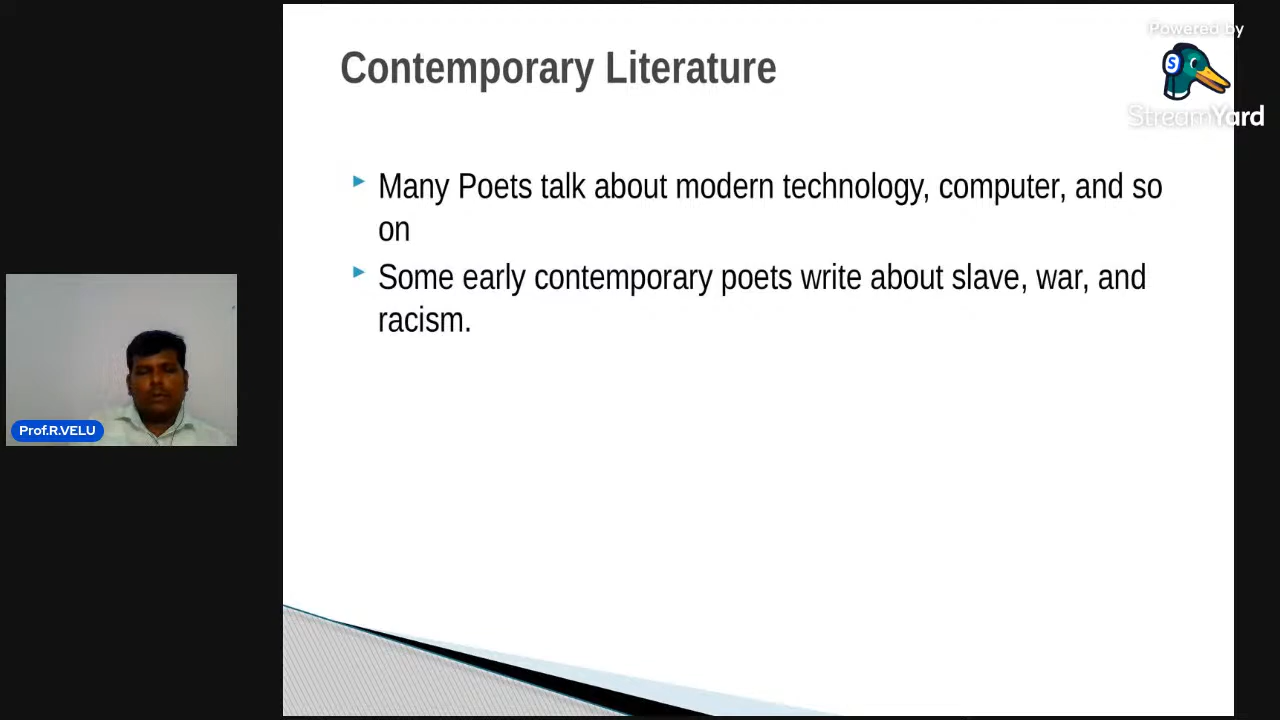 Contemporary Literature
Many Poets talk about modern technology, computer, and so
on
Some early contemporary poets write about slave, war, and
racism.
Prof.R.VELU
Powered by
S
StreamYard